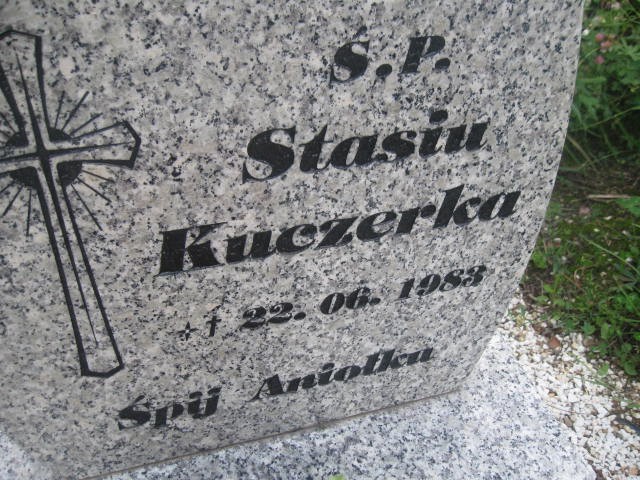 Ś.P.
Stasiu
Kuczerka
⋆ † 22. 06. 1983
Śpij Aniołku